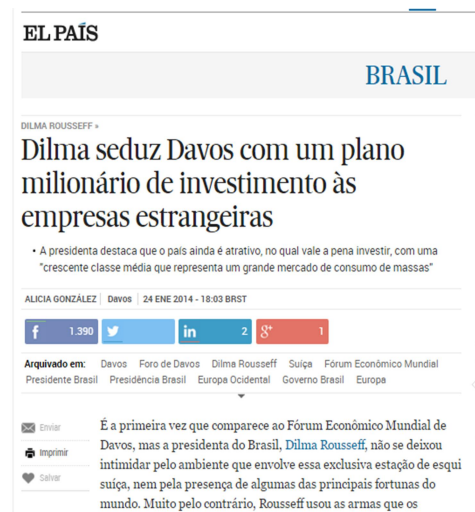 EL PAÍS
BRASIL
DILMA ROUSSEFF »
Dilma seduz Davos com um plano
milionário de investimento às
empresas estrangeiras
• A presidenta destaca que o país ainda é atrativo, no qual vale a pena investir, com uma
"crescente classe média que representa um grande mercado de consumo de massas"
ALICIA GONZÁLEZ | Davos | 24 ENE 2014 - 18:03 BRST
f 1.390 in 2 g+ 1
Arquivado em: Davos Foro de Davos Dilma Rousseff Suíça Fórum Econômico Mundial
Presidente Brasil Presidência Brasil Europa Ocidental Governo Brasil Europa
Enviar
Imprimir
Salvar
É a primeira vez que comparece ao Fórum Econômico Mundial de
Davos, mas a presidenta do Brasil, Dilma Rousseff, não se deixou
intimidar pelo ambiente que envolve essa exclusiva estação de esqui
suíça, nem pela presença de algumas das principais fortunas do
mundo. Muito pelo contrário, Rousseff usou as armas que os